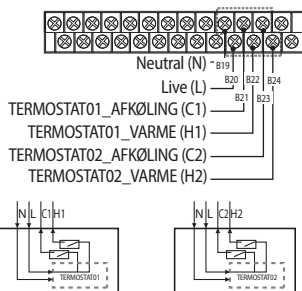 Neutral (N)
B19
Live (L)
B20 B22 B24
TERMOSTAT01_AFKØLING (C1)
B21 B23
TERMOSTAT01_VARME (H1)
TERMOSTAT02_AFKØLING (C2)
TERMOSTAT02_VARME (H2)
N L C1 H1
TERMOSTAT01
N L C2 H2
TERMOSTAT02